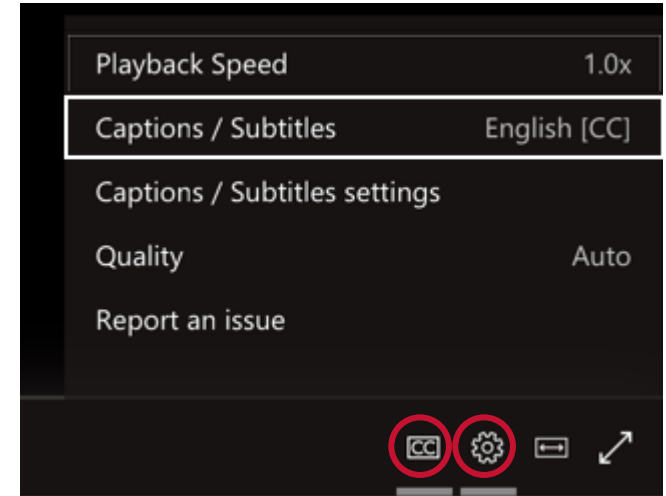 Playback Speed 1.0x
Captions / Subtitles English [CC]
Captions / Subtitles settings
Quality Auto
Report an issue
CC